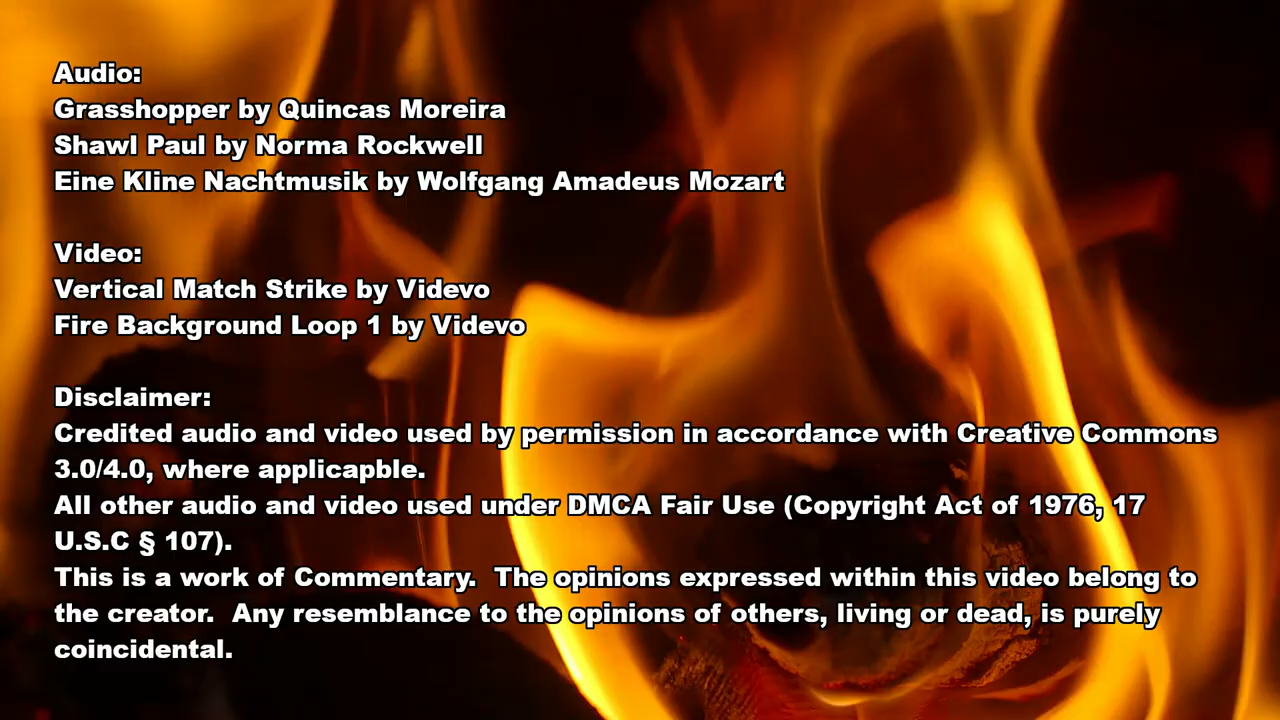 Audio:
Grasshopper by Quincas Moreira
Shawl Paul by Norma Rockwell
Eine Kline Nachtmusik by Wolfgang Amadeus Mozart
Video:
Vertical Match Strike by Videvo
Fire Background Loop 1 by Videvo
Disclaimer:
Credited audio and video used by permission in accordance with Creative Commons
3.0/4.0, where applicapble.
All other audio and video used under DMCA Fair Use (Copyright Act of 1976, 17
U.S.C § 107).
This is a work of Commentary.  The opinions expressed within this video belong to
the creator.  Any resemblance to the opinions of others, living or dead, is purely
coincidental.